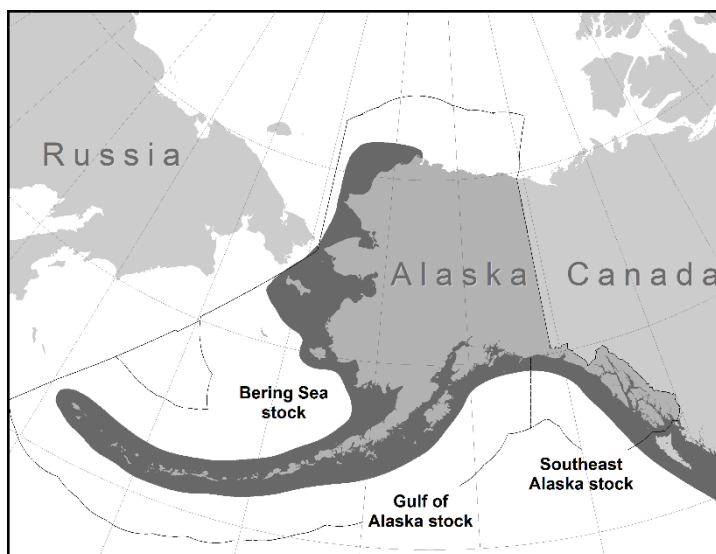 Russia
Alaska
Canada
Bering Sea
stock
Gulf of
Alaska stock
Southeast
Alaska stock